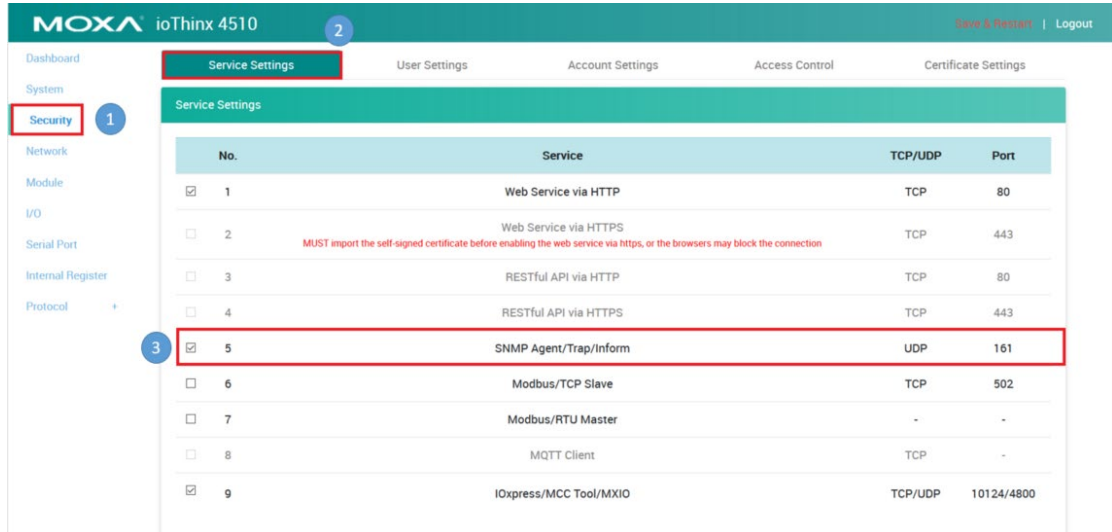 MOXA ioThinx 4510
2
Save & Restart | Logout
Dashboard
System
Security
1
Network
Module
I/O
Serial Port
Internal Register
Protocol +
Service Settings User Settings Account Settings Access Control Certificate Settings
Service Settings
No. Service TCP/UDP Port
1 Web Service via HTTP TCP 80
2 Web Service via HTTPS TCP 443
MUST import the self-signed certificate before enabling the web service via https, or the browsers may block the connection
3 RESTful API via HTTP TCP 80
4 RESTful API via HTTPS TCP 443
3
5 SNMP Agent/Trap/Inform UDP 161
6 Modbus/TCP Slave TCP 502
7 Modbus/RTU Master - -
8 MQTT Client TCP -
9 IOxpress/MCC Tool/MXIO TCP/UDP 10124/4800